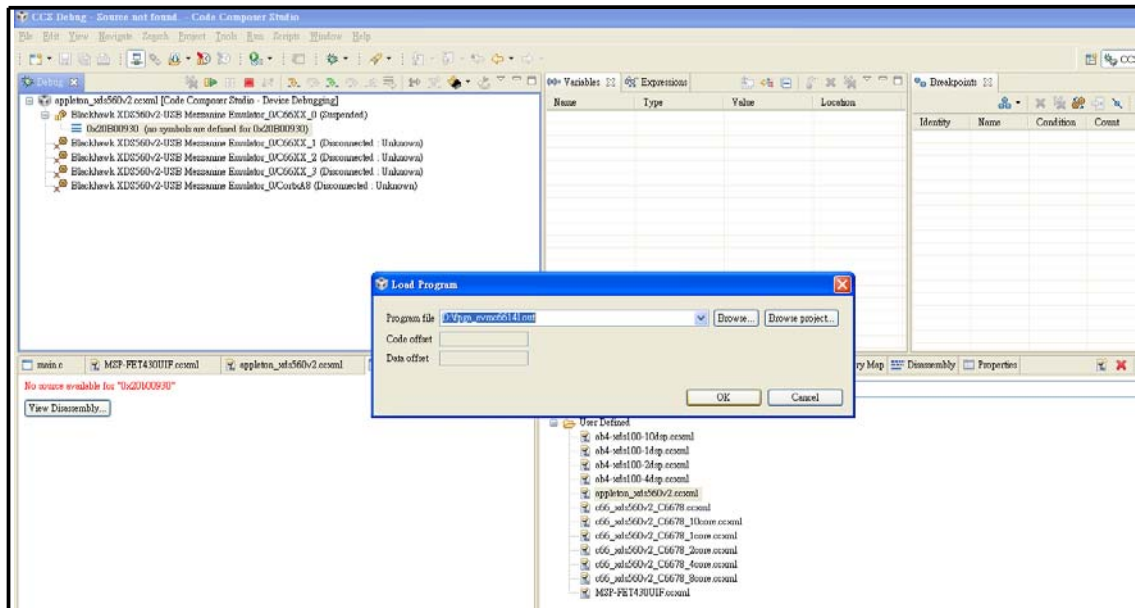 CCS Debug - Source not found. - Code Composer Studio
File Edit View Navigate Search Project Tools Run Scripts Window Help
CCS
Debug
appleton_xds560v2.ccxml [Code Composer Studio - Device Debugging]
Blackhawk XDS560v2-USB Mezzanine Emulator_0/C66XX_0 (Suspended)
0x20B00930 (no symbols are defined for 0x20B00930)
Blackhawk XDS560v2-USB Mezzanine Emulator_0/C66XX_1 (Disconnected : Unknown)
Blackhawk XDS560v2-USB Mezzanine Emulator_0/C66XX_2 (Disconnected : Unknown)
Blackhawk XDS560v2-USB Mezzanine Emulator_0/C66XX_3 (Disconnected : Unknown)
Blackhawk XDS560v2-USB Mezzanine Emulator_0/CortxA8 (Disconnected : Unknown)
Variables Expressions
Name Type Value Location
Breakpoints
Identity Name Condition Count
Load Program
Program file D:\fpga_evmc6614l.out Browse... Browse project...
Code offset
Data offset
OK Cancel
main.c MSP-FET430UIF.ccxml appleton_xds560v2.ccxml
ry Map Disassembly Properties
No source available for "0x20B00930"
View Disassembly...
User Defined
ob4-xds100-10dsp.ccxml
ob4-xds100-1dsp.ccxml
ob4-xds100-2dsp.ccxml
ob4-xds100-4dsp.ccxml
appleton_xds560v2.ccxml
c66_xds560v2_C6678.ccxml
c66_xds560v2_C6678_10core.ccxml
c66_xds560v2_C6678_1core.ccxml
c66_xds560v2_C6678_2core.ccxml
c66_xds560v2_C6678_4core.ccxml
c66_xds560v2_C6678_8core.ccxml
MSP-FET430UIF.ccxml